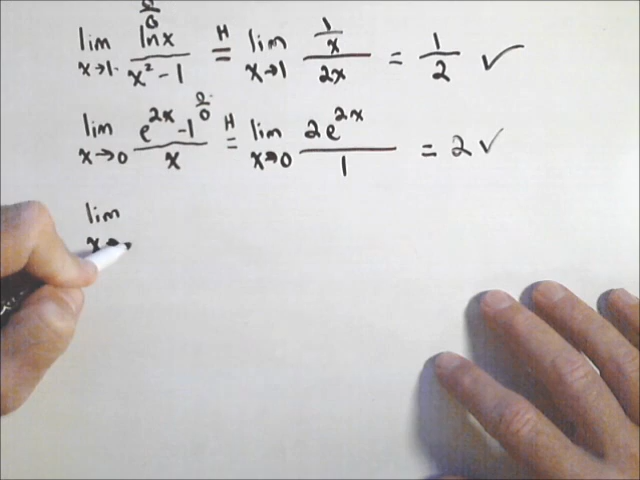 0/0
lim x→1 ln x / x² - 1 =ᴴ lim x→1 1/x / 2x = 1/2 ✓
0/0
lim x→0 e^2x - 1 / x =ᴴ lim x→0 2e^2x / 1 = 2 ✓
lim x→